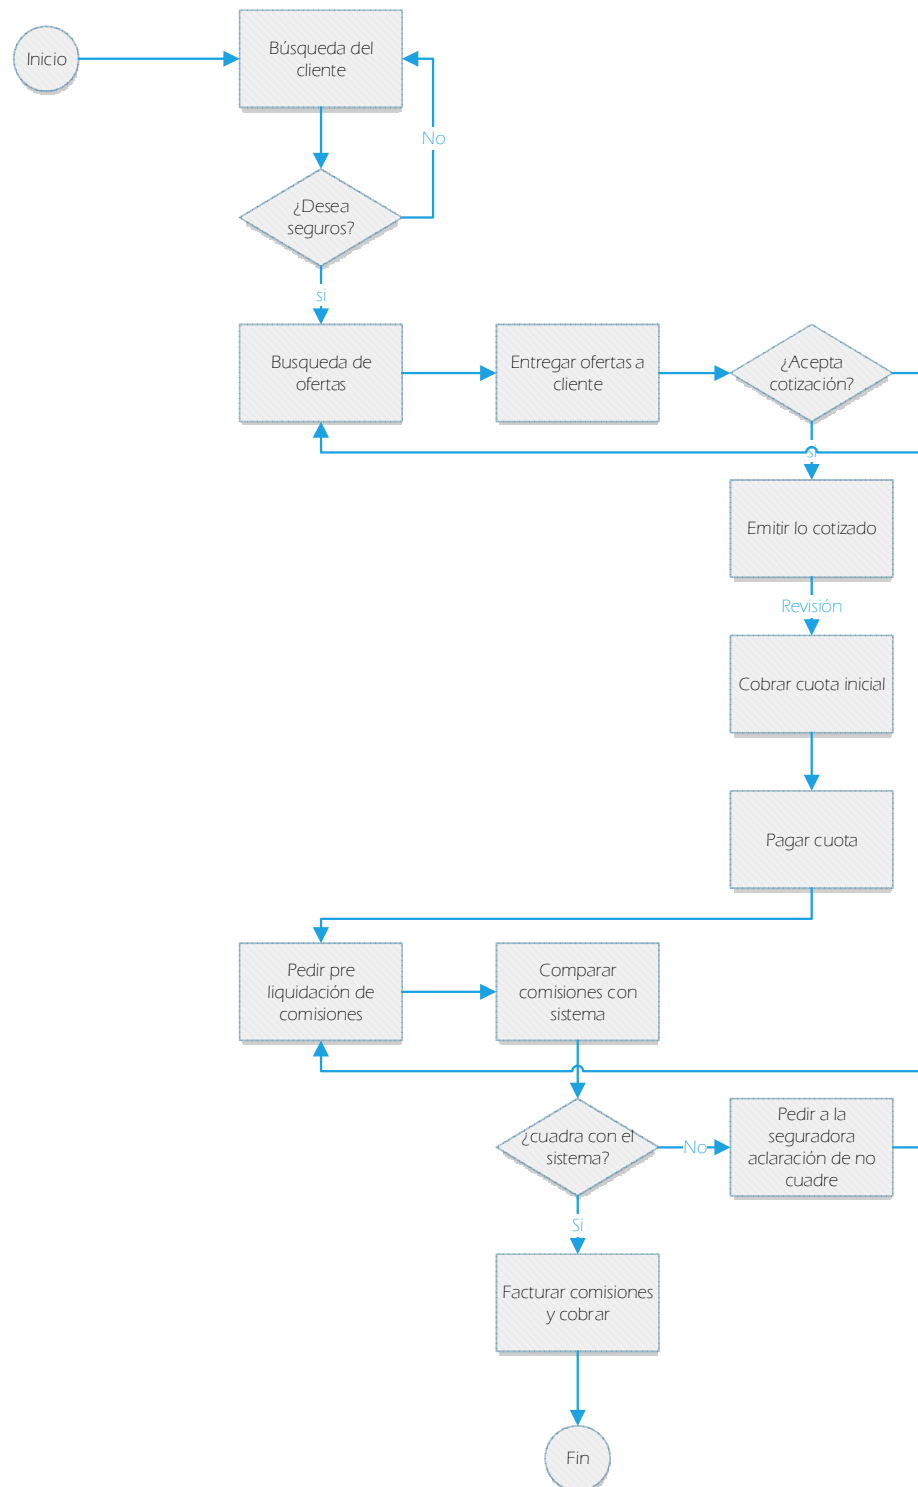 Inicio
Búsqueda del
cliente
No
¿Desea
seguros?
si
Busqueda de
ofertas
Entregar ofertas a
cliente
¿Acepta
cotización?
si
Emitir lo cotizado
Revisión
Cobrar cuota inicial
Pagar cuota
Pedir pre
liquidación de
comisiones
Comparar
comisiones con
sistema
¿cuadra con el
sistema?
No
Pedir a la
seguradora
aclaración de no
cuadre
Si
Facturar comisiones
y cobrar
Fin